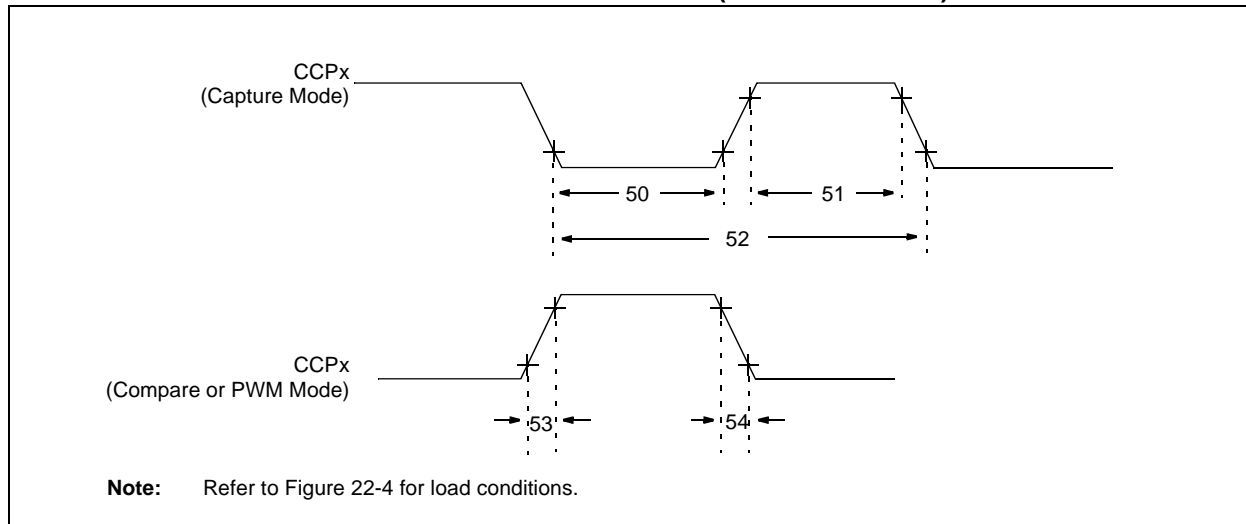 CCPx
(Capture Mode)
50
51
52
CCPx
(Compare or PWM Mode)
53
54
Note: Refer to Figure 22-4 for load conditions.